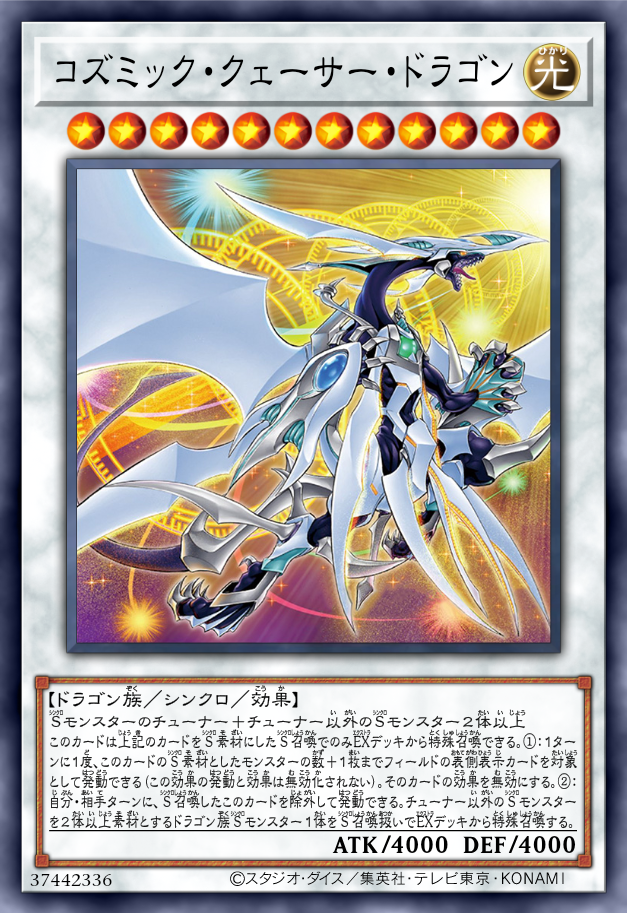 コズミック・クェーサー・ドラゴン
光
【ドラゴン族／シンクロ／効果】
Ｓモンスターのチューナー＋チューナー以外のＳモンスター２体以上
このカードは上記のカードをＳ素材にしたＳ召喚でのみEXデッキから特殊召喚できる。①：１ター
ンに１度、このカードのＳ素材としたモンスターの数＋１枚までフィールドの表側表示カードを対象
として発動できる（この効果の発動と効果は無効化されない）。そのカードの効果を無効にする。②：
自分・相手ターンに、Ｓ召喚したこのカードを除外して発動できる。チューナー以外のＳモンスター
を２体以上素材とするドラゴン族Ｓモンスター１体をＳ召喚扱いでEXデッキから特殊召喚する。
ATK/4000 DEF/4000
37442336
©スタジオ・ダイス／集英社・テレビ東京・KONAMI